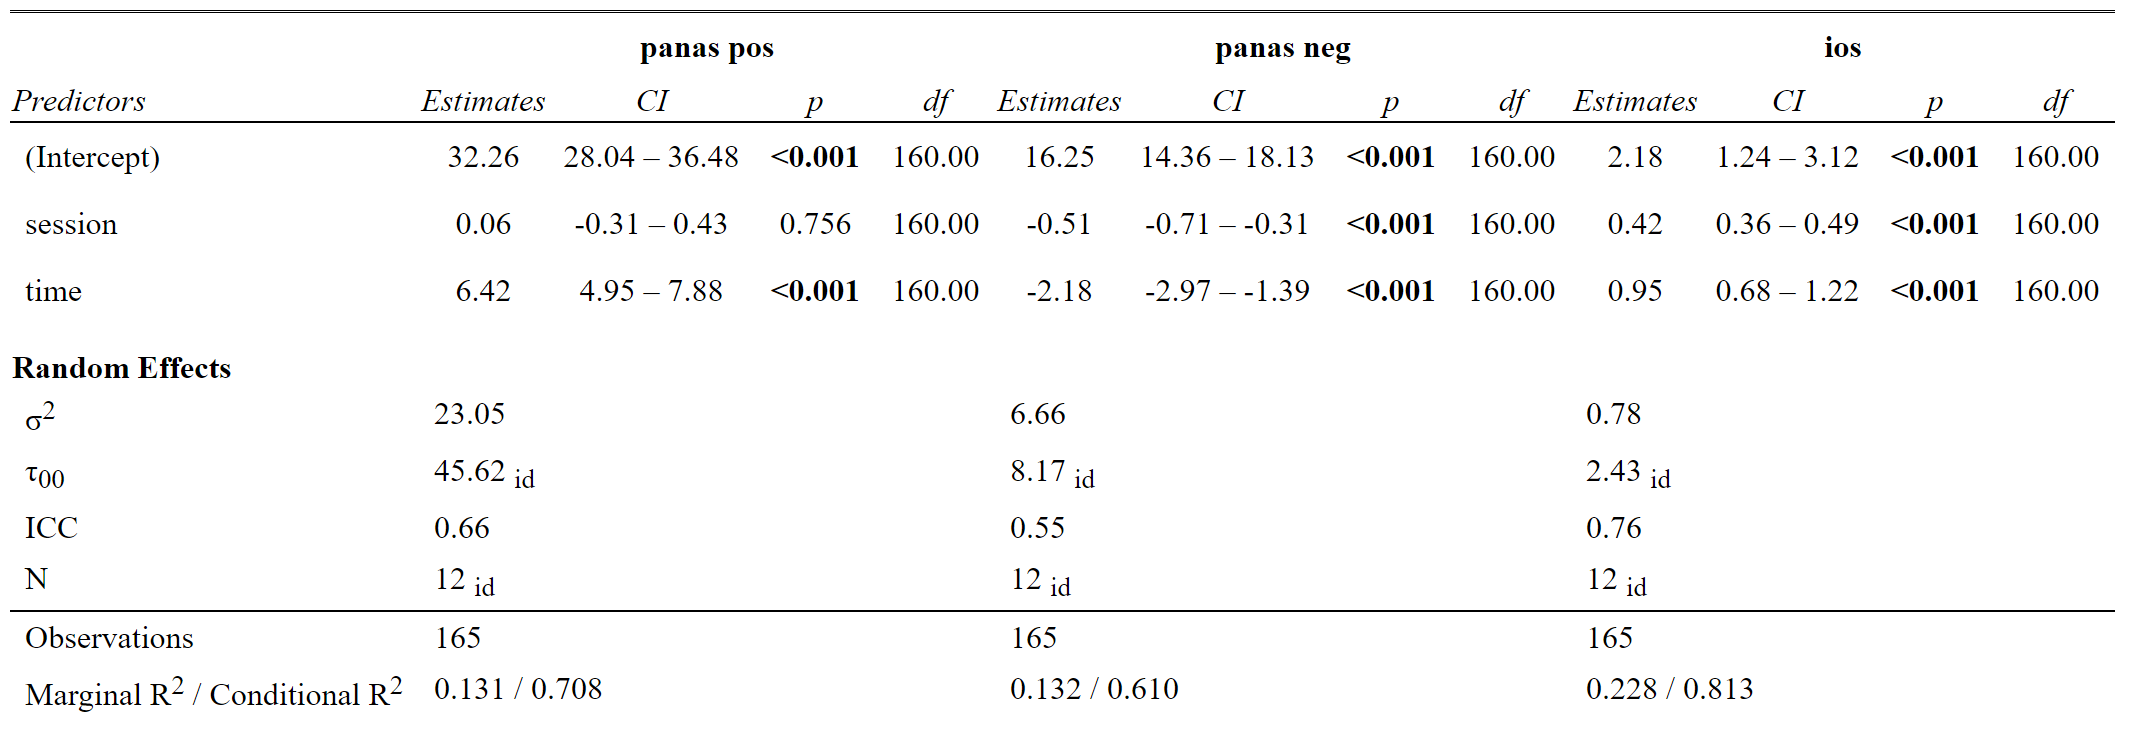 panas pos panas neg ios
Predictors Estimates CI p df Estimates CI p df Estimates CI p df
(Intercept) 32.26 28.04 – 36.48 <0.001 160.00 16.25 14.36 – 18.13 <0.001 160.00 2.18 1.24 – 3.12 <0.001 160.00
session 0.06 -0.31 – 0.43 0.756 160.00 -0.51 -0.71 – -0.31 <0.001 160.00 0.42 0.36 – 0.49 <0.001 160.00
time 6.42 4.95 – 7.88 <0.001 160.00 -2.18 -2.97 – -1.39 <0.001 160.00 0.95 0.68 – 1.22 <0.001 160.00
Random Effects
σ2 23.05 6.66 0.78
τ00 45.62 id 8.17 id 2.43 id
ICC 0.66 0.55 0.76
N 12 id 12 id 12 id
Observations 165 165 165
Marginal R2 / Conditional R2 0.131 / 0.708 0.132 / 0.610 0.228 / 0.813